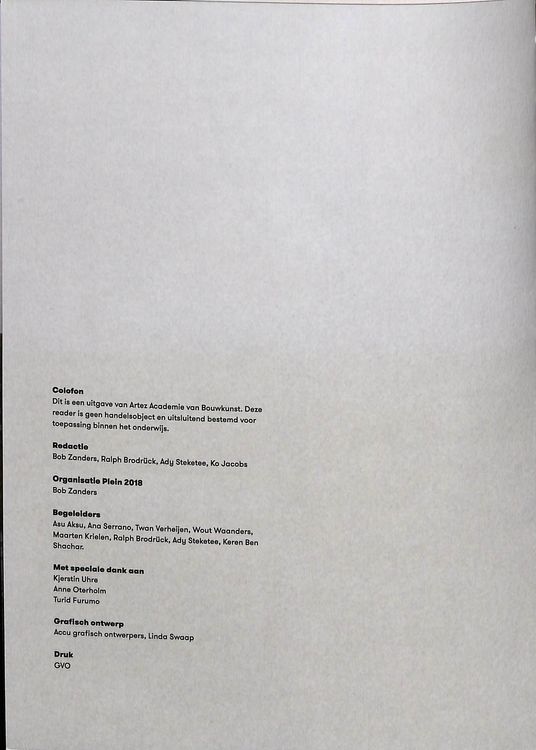 Colofon
Dit is een uitgave van Artez Academie van Bouwkunst. Deze
reader is geen handelsobject en uitsluitend bestemd voor
toepassing binnen het onderwijs.
Redactie
Bob Zanders, Ralph Brodrück, Ady Steketee, Ko Jacobs
Organisatie Plein 2018
Bob Zanders
Begeleiders
Asu Aksu, Ana Serrano, Twan Verheijen, Wout Waanders,
Maarten Krielen, Ralph Brodrück, Ady Steketee, Keren Ben
Shachar.
Met speciale dank aan
Kjerstin Uhre
Anne Oterholm
Turid Furumo
Grafisch ontwerp
Accu grafisch ontwerpers, Linda Swaap
Druk
GVO